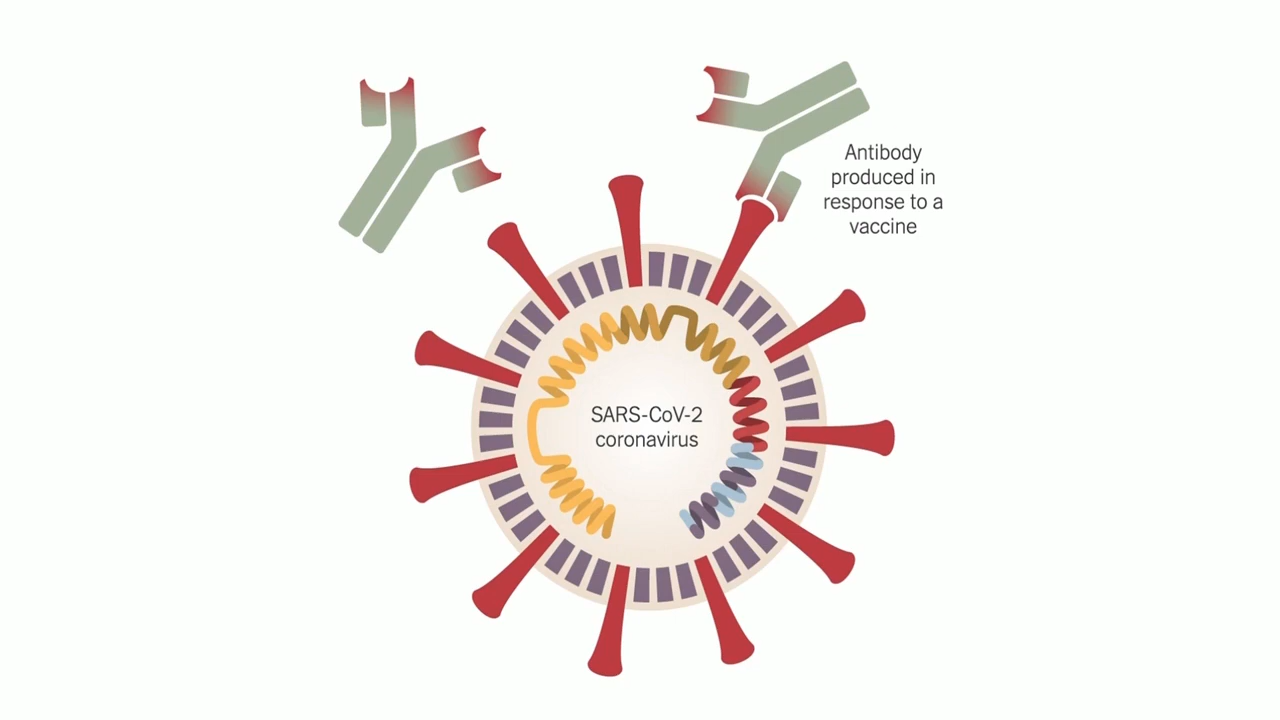 Antibody
produced in
response to a
vaccine
SARS-CoV-2
coronavirus